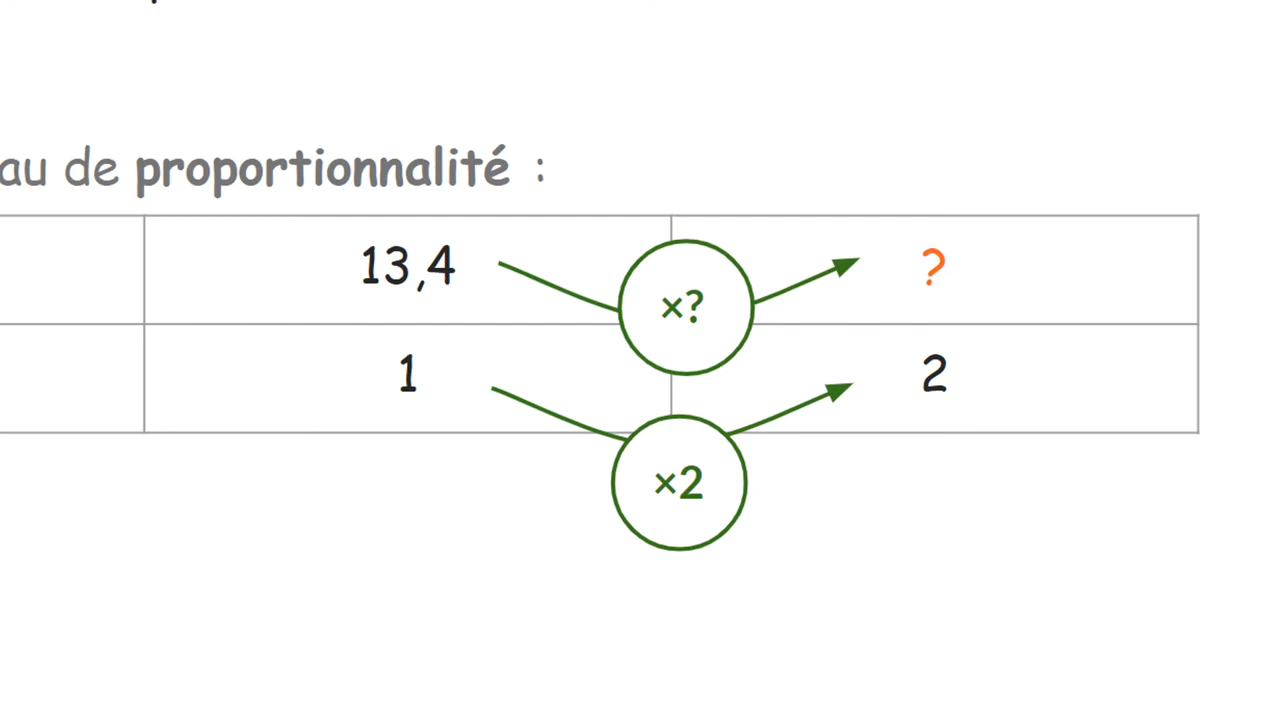 au de proportionnalité :
13,4 ×? ?
1 2
×2